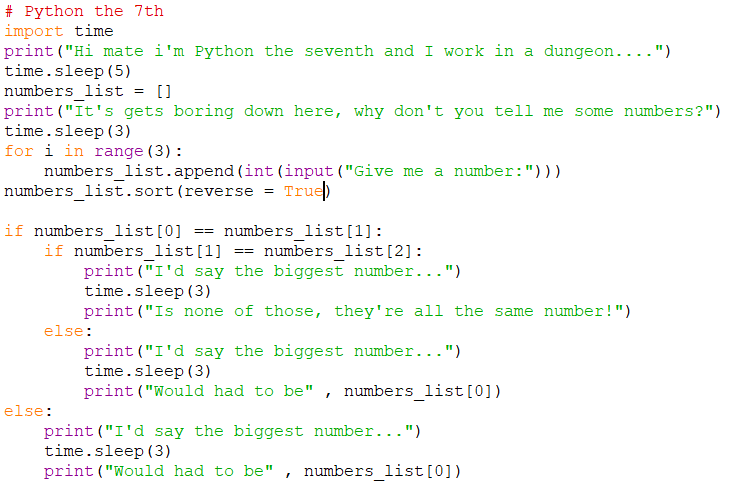 # Python the 7th
import time
print("Hi mate i'm Python the seventh and I work in a dungeon....")
time.sleep(5)
numbers_list = []
print("It's gets boring down here, why don't you tell me some numbers?")
time.sleep(3)
for i in range(3):
    numbers_list.append(int(input("Give me a number:")))
numbers_list.sort(reverse = True)

if numbers_list[0] == numbers_list[1]:
    if numbers_list[1] == numbers_list[2]:
        print("I'd say the biggest number...")
        time.sleep(3)
        print("Is none of those, they're all the same number!")
    else:
        print("I'd say the biggest number...")
        time.sleep(3)
        print("Would had to be" , numbers_list[0])
else:
    print("I'd say the biggest number...")
    time.sleep(3)
    print("Would had to be" , numbers_list[0])